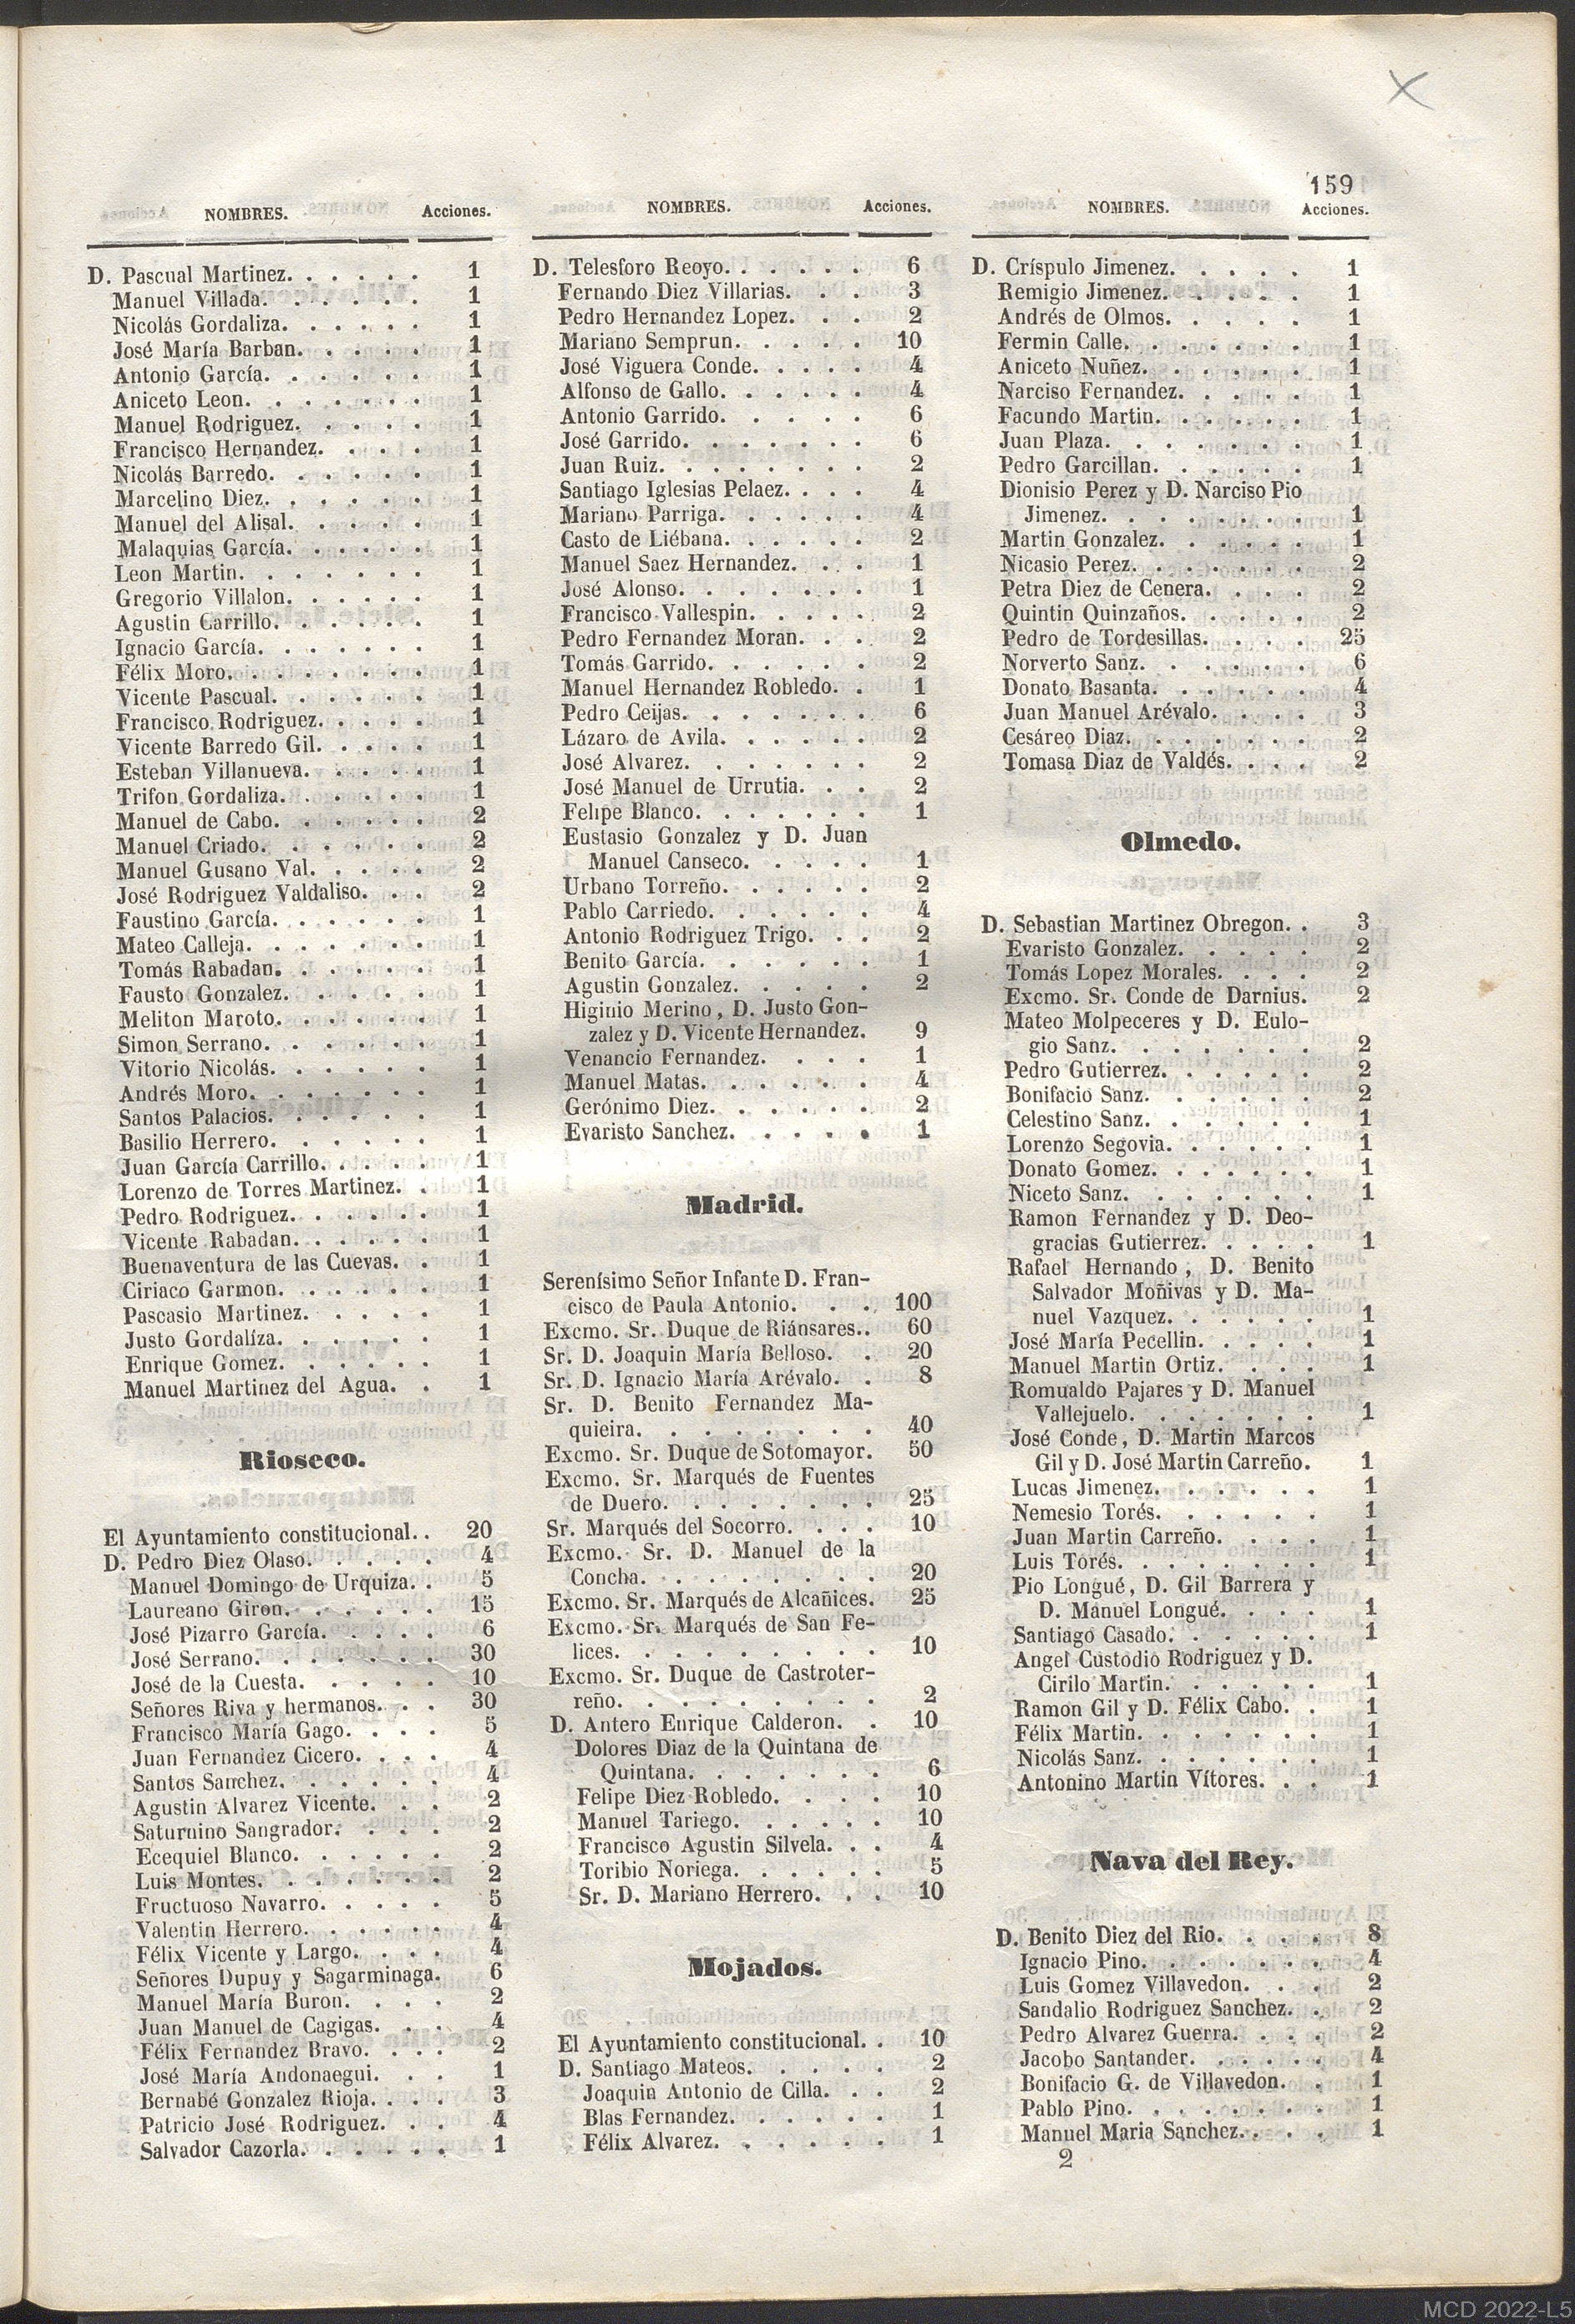 159
NOMBRES. Acciones.
D. Pascual Martinez. . . . . . 1
Manuel Villada. . . . . . . 1
Nicolás Gordaliza. . . . . . 1
José María Barban. . . . . . 1
Antonio García. . . . . . . 1
Aniceto Leon. . . . . . . . 1
Manuel Rodriguez. . . . . . 1
Francisco Hernandez. . . . . 1
Nicolás Barredo. . . . . . . 1
Marcelino Diez. . . . . . . 1
Manuel del Alisal. . . . . . 1
Malaquias García. . . . . . 1
Leon Martin. . . . . . . . 1
Gregorio Villalon. . . . . . 1
Agustin Carrillo. . . . . . . 1
Ignacio García. . . . . . . 1
Félix Moro. . . . . . . . . 1
Vicente Pascual. . . . . . . 1
Francisco Rodriguez. . . . . 1
Vicente Barredo Gil. . . . . 1
Esteban Villanueva. . . . . . 1
Trifon Gordaliza. . . . . . . 1
Manuel de Cabo. . . . . . . 2
Manuel Criado. . . . . . . 2
Manuel Gusano Val. . . . . 2
José Rodriguez Valdaliso. . . 2
Faustino García. . . . . . . 1
Mateo Calleja. . . . . . . . 1
Tomás Rabadan. . . . . . . 1
Fausto Gonzalez. . . . . . . 1
Meliton Maroto. . . . . . . 1
Simon Serrano. . . . . . . 1
Vitorio Nicolás. . . . . . . 1
Andrés Moro. . . . . . . . 1
Santos Palacios. . . . . . . 1
Basilio Herrero. . . . . . . 1
Juan García Carrillo. . . . . 1
Lorenzo de Torres Martinez. . 1
Pedro Rodriguez. . . . . . . 1
Vicente Rabadan. . . . . . . 1
Buenaventura de las Cuevas. . 1
Ciriaco Garmon. . . . . . . 1
Pascasio Martinez. . . . . . 1
Justo Gordaliza. . . . . . . 1
Enrique Gomez. . . . . . . 1
Manuel Martinez del Agua. . 1
Rioseco.
El Ayuntamiento constitucional. . 20
D. Pedro Diez Olaso. . . . . . 4
Manuel Domingo de Urquiza. . 5
Laureano Giron. . . . . . . 15
José Pizarro García. . . . . 6
José Serrano. . . . . . . . 30
José de la Cuesta. . . . . . 10
Señores Riva y hermanos. . . 30
Francisco María Gago. . . . 5
Juan Fernandez Cicero. . . . 4
Santos Sanchez. . . . . . . 4
Agustin Alvarez Vicente. . . 2
Saturnino Sangrador. . . . . 2
Ecequiel Blanco. . . . . . . 2
Luis Montes. . . . . . . . 2
Fructuoso Navarro. . . . . . 5
Valentin Herrero. . . . . . . 4
Félix Vicente y Largo. . . . 4
Señores Dupuy y Sagarminaga. 6
Manuel María Buron. . . . . 2
Juan Manuel de Cagigas. . . 4
Félix Fernandez Bravo. . . . 2
José María Andonaegui. . . . 1
Bernabé Gonzalez Rioja. . . . 3
Patricio José Rodriguez. . . . 4
Salvador Cazorla. . . . . . . 1
NOMBRES. Acciones.
D. Telesforo Reoyo. . . . . . 6
Fernando Diez Villarias. . . 3
Pedro Hernandez Lopez. . . 2
Mariano Semprun. . . . . . 10
José Viguera Conde. . . . . 4
Alfonso de Gallo. . . . . . . 4
Antonio Garrido. . . . . . 6
José Garrido. . . . . . . . 6
Juan Ruiz. . . . . . . . . 2
Santiago Iglesias Pelaez. . . . 4
Mariano Parriga. . . . . . . 4
Casto de Liébana. . . . . . . 2
Manuel Saez Hernandez. . . . 1
José Alonso. . . . . . . . . 1
Francisco Vallespin. . . . . . 2
Pedro Fernandez Moran. . . . 2
Tomás Garrido. . . . . . . 2
Manuel Hernandez Robledo. . 1
Pedro Ceijas. . . . . . . . 6
Lázaro de Avila. . . . . . . 2
José Alvarez. . . . . . . . 2
José Manuel de Urrutia. . . 2
Felipe Blanco. . . . . . . . 1
Eustasio Gonzalez y D. Juan
Manuel Canseco. . . . . . 1
Urbano Torreño. . . . . . . 2
Pablo Carriedo. . . . . . . 4
Antonio Rodriguez Trigo. . . 2
Benito García. . . . . . . 1
Agustin Gonzalez. . . . . . 2
Higinio Merino, D. Justo Gon-
zalez y D. Vicente Hernandez. 9
Venancio Fernandez. . . . . 1
Manuel Matas. . . . . . . . 4
Gerónimo Diez. . . . . . . 2
Evaristo Sanchez. . . . . . 1
Madrid.
Serenísimo Señor Infante D. Fran-
cisco de Paula Antonio. . . . 100
Excmo. Sr. Duque de Riánsares. . 60
Sr. D. Joaquin María Belloso. . . 20
Sr. D. Ignacio María Arévalo. . . 8
Sr. D. Benito Fernandez Ma-
quieira. . . . . . . . . . 40
Excmo. Sr. Duque de Sotomayor. 50
Excmo. Sr. Marqués de Fuentes
de Duero. . . . . . . . . 25
Sr. Marqués del Socorro. . . . 10
Excmo. Sr. D. Manuel de la
Concha. . . . . . . . . . 20
Excmo. Sr. Marqués de Alcañices. 25
Excmo. Sr. Marqués de San Fe-
lices. . . . . . . . . . . 10
Excmo. Sr. Duque de Castroter-
reño. . . . . . . . . . . 2
D. Antero Enrique Calderon. . 10
Dolores Diaz de la Quintana de
Quintana. . . . . . . . . 6
Felipe Diez Robledo. . . . . 10
Manuel Tariego. . . . . . . 10
Francisco Agustin Silvela. . . 4
Toribio Noriega. . . . . . . 5
Sr. D. Mariano Herrero. . . 10
Mojados.
El Ayuntamiento constitucional. . 10
D. Santiago Mateos. . . . . . 2
Joaquin Antonio de Cilla. . . 2
Blas Fernandez. . . . . . . 1
Félix Alvarez. . . . . . . . 1
NOMBRES. Acciones.
D. Críspulo Jimenez. . . . . 1
Remigio Jimenez. . . . . . 1
Andrés de Olmos. . . . . . 1
Fermin Calle. . . . . . . . 1
Aniceto Nuñez. . . . . . . 1
Narciso Fernandez. . . . . . 1
Facundo Martin. . . . . . . 1
Juan Plaza. . . . . . . . . 1
Pedro Garcillan. . . . . . . 1
Dionisio Perez y D. Narciso Pio
Jimenez. . . . . . . . . 1
Martin Gonzalez. . . . . . . 1
Nicasio Perez. . . . . . . . 2
Petra Diez de Cenera. . . . 2
Quintin Quinzaños. . . . . . 2
Pedro de Tordesillas. . . . . 25
Norverto Sanz. . . . . . . 6
Donato Basanta. . . . . . . 4
Juan Manuel Arévalo. . . . . 3
Cesáreo Diaz. . . . . . . . 2
Tomasa Diaz de Valdés. . . . 2
Olmedo.
D. Sebastian Martinez Obregon. . 3
Evaristo Gonzalez. . . . . . 2
Tomás Lopez Morales. . . . . 2
Excmo. Sr. Conde de Darnius. 2
Mateo Molpeceres y D. Eulo-
gio Sanz. . . . . . . . . 2
Pedro Gutierrez. . . . . . . 2
Bonifacio Sanz. . . . . . . 2
Celestino Sanz. . . . . . . 1
Lorenzo Segovia. . . . . . . 1
Donato Gomez. . . . . . . 1
Niceto Sanz. . . . . . . . 1
Ramon Fernandez y D. Deo-
gracias Gutierrez. . . . . . 1
Rafael Hernando, D. Benito
Salvador Moñivas y D. Ma-
nuel Vazquez. . . . . . . 1
José María Pecellin. . . . . . 1
Manuel Martin Ortiz. . . . . 1
Romualdo Pajares y D. Manuel
Vallejuelo. . . . . . . . . 1
José Conde, D. Martin Marcos
Gil y D. José Martin Carreño. 1
Lucas Jimenez. . . . . . . 1
Nemesio Torés. . . . . . . 1
Juan Martin Carreño. . . . . 1
Luis Torés. . . . . . . . . 1
Pio Longué, D. Gil Barrera y
D. Manuel Longué. . . . . 1
Santiago Casado. . . . . . . 1
Angel Custodio Rodriguez y D.
Cirilo Martin. . . . . . . 1
Ramon Gil y D. Félix Cabo. . 1
Félix Martin. . . . . . . . 1
Nicolás Sanz. . . . . . . . 1
Antonino Martin Vítores. . . 1
Nava del Rey.
D. Benito Diez del Rio. . . . . 8
Ignacio Pino. . . . . . . . 4
Luis Gomez Villavedon. . . . 2
Sandalio Rodriguez Sanchez. . 2
Pedro Alvarez Guerra. . . . . 2
Jacobo Santander. . . . . . 4
Bonifacio G. de Villavedon. . . 1
Pablo Pino. . . . . . . . . 1
Manuel Maria Sanchez. . . . 1
2
MCD 2022-L5